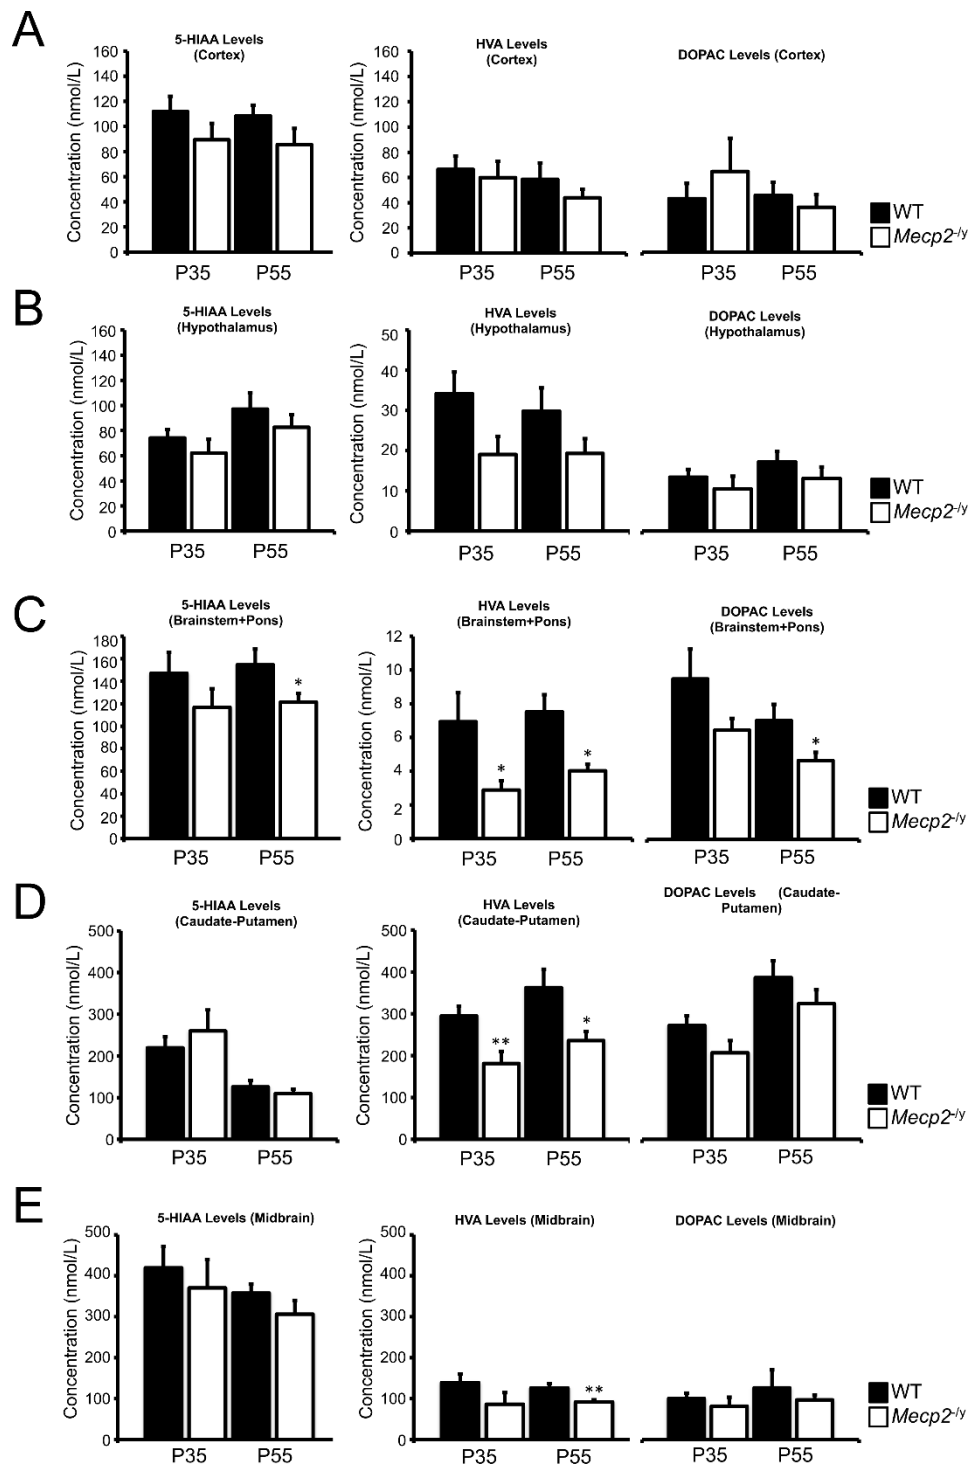 A
5-HIAA Levels
(Cortex)
HVA Levels
(Cortex)
DOPAC Levels (Cortex)
Concentration (nmol/L)
160
140
120
100
80
60
40
20
0
P35
P55
Concentration (nmol/L)
160
140
120
100
80
60
40
20
0
P35
P55
P35
P55
WT
Mecp2-/y
B
5-HIAA Levels
(Hypothalamus)
HVA Levels
(Hypothalamus)
DOPAC Levels
(Hypothalamus)
Concentration (nmol/L)
160
140
120
100
80
60
40
20
0
P35
P55
Concentration (nmol/L)
50
40
30
20
10
0
P35
P55
P35
P55
WT
Mecp2-/y
C
5-HIAA Levels
(Brainstem+Pons)
HVA Levels
(Brainstem+Pons)
DOPAC Levels
(Brainstem+Pons)
Concentration (nmol/L)
180
160
140
120
100
80
60
40
20
0
*
P35
P55
Concentration (nmol/L)
12
10
8
6
4
2
0
*
*
P35
P55
*
P35
P55
WT
Mecp2-/y
D
5-HIAA Levels
(Caudate-Putamen)
HVA Levels
(Caudate-Putamen)
DOPAC Levels (Caudate-
Putamen)
Concentration (nmol/L)
500
400
300
200
100
0
P35
P55
Concentration (nmol/L)
500
400
300
200
100
0
**
*
P35
P55
P35
P55
WT
Mecp2-/y
E
5-HIAA Levels (Midbrain)
HVA Levels (Midbrain)
DOPAC Levels (Midbrain)
Concentration (nmol/L)
500
400
300
200
100
0
P35
P55
Concentration (nmol/L)
500
400
300
200
100
0
**
P35
P55
P35
P55
WT
Mecp2-/y